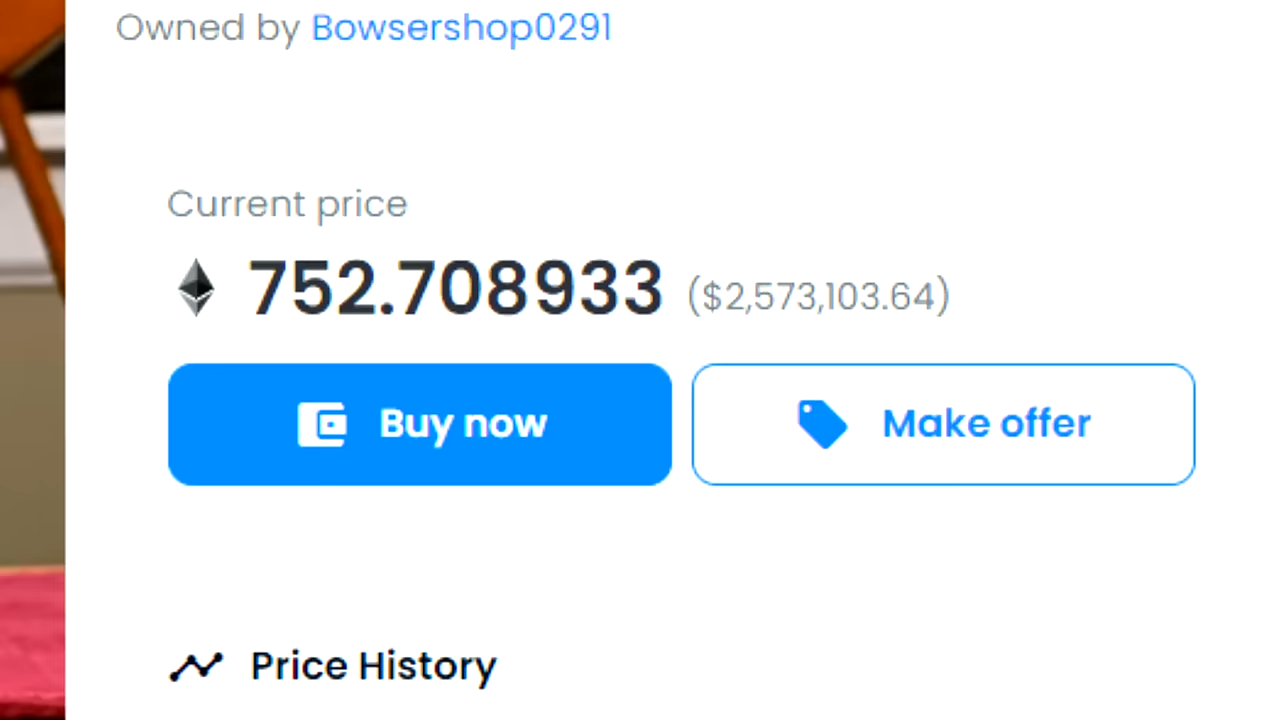 Owned by Bowsershop0291
Current price
752.708933 ($2,573,103.64)
Buy now
Make offer
Price History